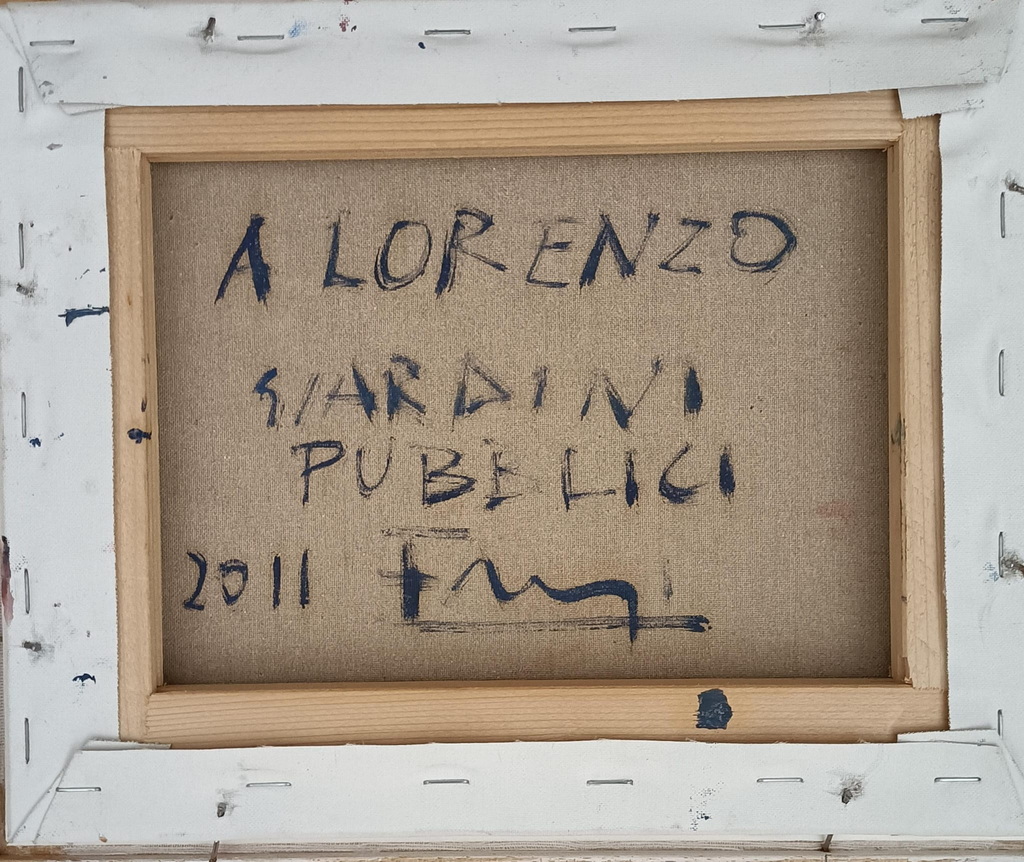 A LORENZO
GIARDINI
PUBBLICI
2011